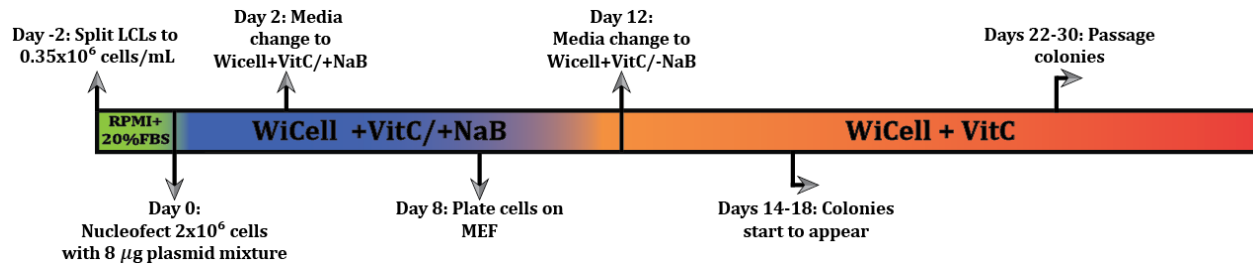 Day -2: Split LCLs to
0.35x10⁶ cells/mL
Day 2: Media
change to
Wicell+VitC/+NaB
Day 12:
Media change to
Wicell+VitC/-NaB
Days 22-30: Passage
colonies
RPMI+
20%FBS
WiCell +VitC/+NaB
WiCell + VitC
Day 0:
Nucleofect 2x10⁶ cells
with 8 μg plasmid mixture
Day 8: Plate cells on
MEF
Days 14-18: Colonies
start to appear